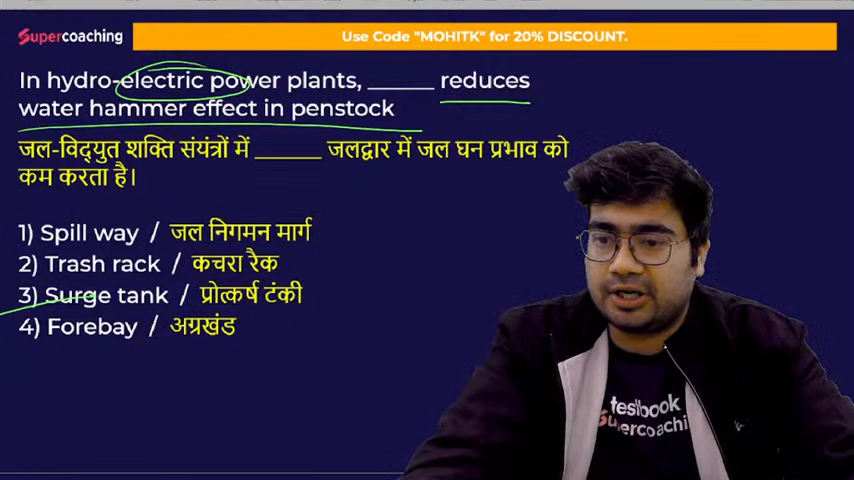 Supercoaching
Use Code "MOHITK" for 20% DISCOUNT.
In hydro-electric power plants, ______ reduces
water hammer effect in penstock
जल-विद्युत शक्ति संयंत्रों में ______ जलद्वार में जल घन प्रभाव को
कम करता है।
1) Spill way / जल निगमन मार्ग
2) Trash rack / कचरा रैक
3) Surge tank / प्रोत्कर्ष टंकी
4) Forebay / अग्रखंड
testbook
Supercoachi